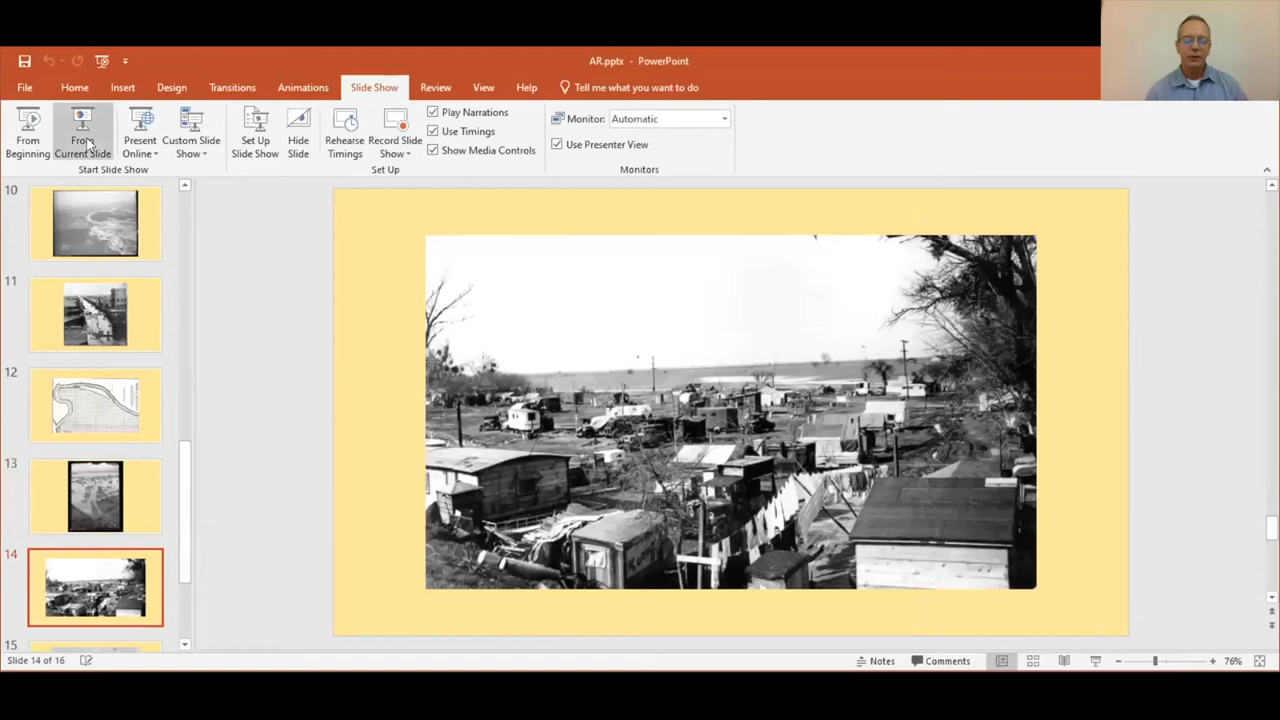 AR.pptx - PowerPoint
File Home Insert Design Transitions Animations Slide Show Review View Help Tell me what you want to do
From Beginning
From Current Slide
Present Online
Custom Slide Show
Start Slide Show
Set Up Slide Show
Hide Slide
Rehearse Timings
Record Slide Show
Play Narrations
Use Timings
Show Media Controls
Set Up
Monitor: Automatic
Use Presenter View
Monitors
10
11
12
13
14
15
Slide 14 of 16
Notes Comments 76%